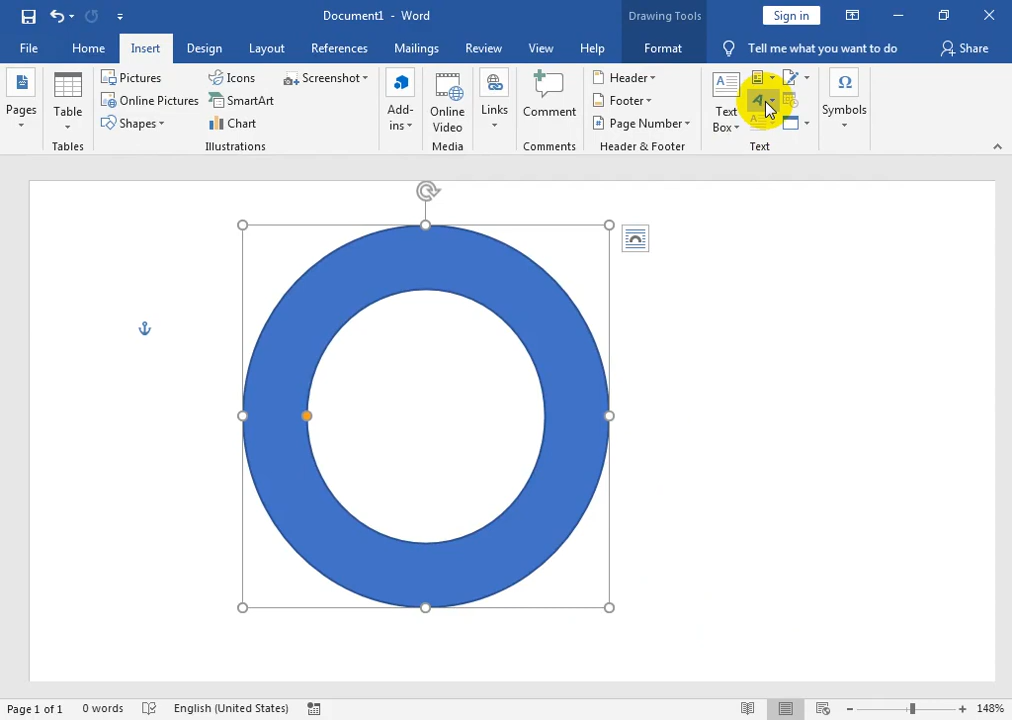 Document1 - Word
Drawing Tools
Sign in
File
Home
Insert
Design
Layout
References
Mailings
Review
View
Help
Format
Tell me what you want to do
Share
Pages
Table
Tables
Pictures
Online Pictures
Shapes
Icons
SmartArt
Chart
Screenshot
Illustrations
Add-
ins
Online
Video
Media
Links
Comment
Comments
Header
Footer
Page Number
Header & Footer
Text
Box
Text
Symbols
Page 1 of 1
0 words
English (United States)
148%